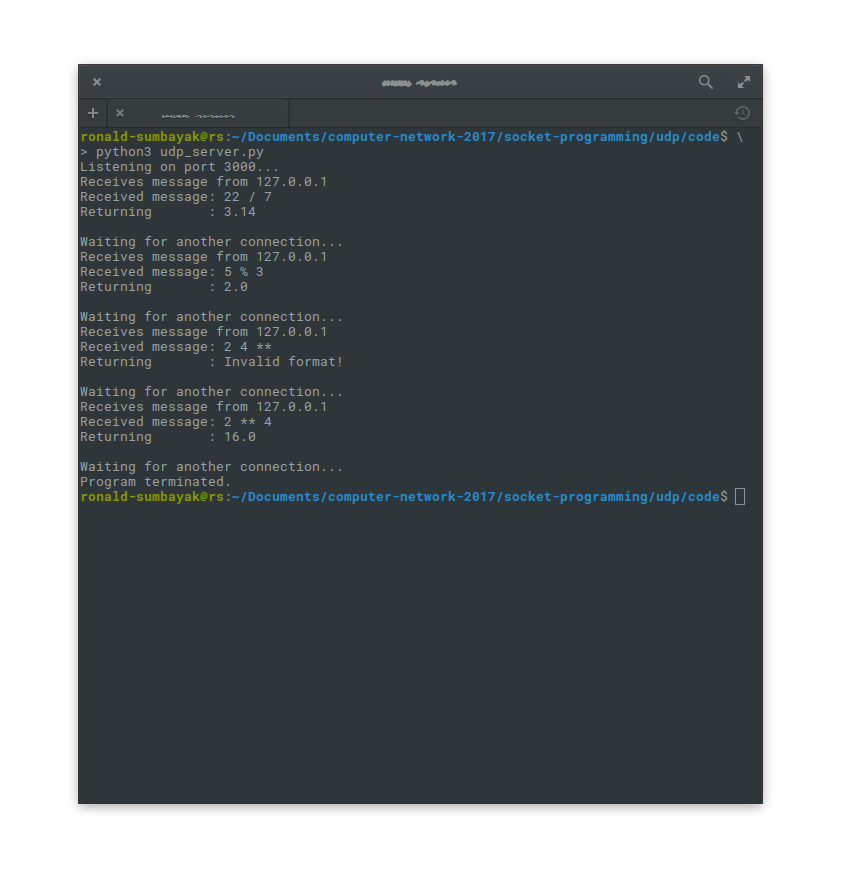 ronald-sumbayak@rs:~/Documents/computer-network-2017/socket-programming/udp/code$ \
> python3 udp_server.py
Listening on port 3000...
Receives message from 127.0.0.1
Received message: 22 / 7
Returning       : 3.14
Waiting for another connection...
Receives message from 127.0.0.1
Received message: 5 % 3
Returning       : 2.0
Waiting for another connection...
Receives message from 127.0.0.1
Received message: 2 4 **
Returning       : Invalid format!
Waiting for another connection...
Receives message from 127.0.0.1
Received message: 2 ** 4
Returning       : 16.0
Waiting for another connection...
Program terminated.
ronald-sumbayak@rs:~/Documents/computer-network-2017/socket-programming/udp/code$